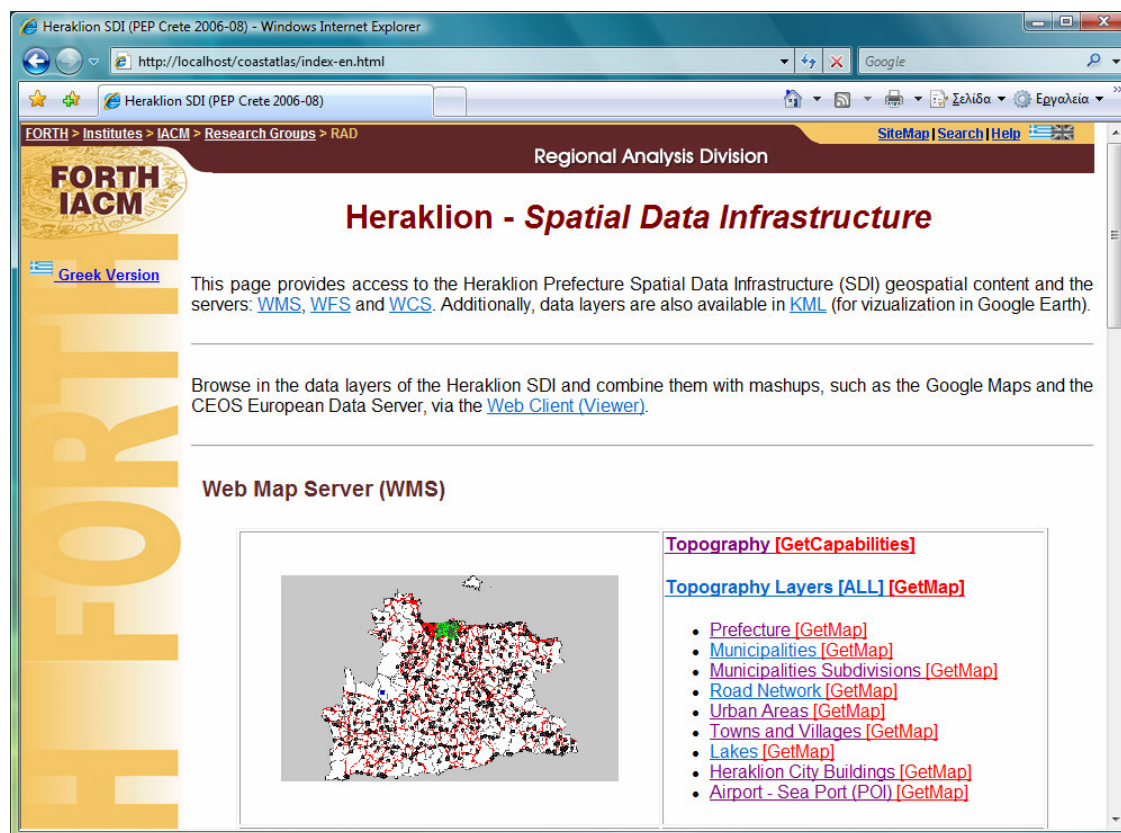 Heraklion SDI (PEP Crete 2006-08) - Windows Internet Explorer
http://localhost/coastatlas/index-en.html
Google
Heraklion SDI (PEP Crete 2006-08)
Σελίδα
Εργαλεία
FORTH > Institutes > IACM > Research Groups > RAD
SiteMap | Search | Help
Regional Analysis Division
FORTH
IACM
Heraklion - Spatial Data Infrastructure
Greek Version
This page provides access to the Heraklion Prefecture Spatial Data Infrastructure (SDI) geospatial content and the
servers: WMS, WFS and WCS. Additionally, data layers are also available in KML (for vizualization in Google Earth).
Browse in the data layers of the Heraklion SDI and combine them with mashups, such as the Google Maps and the
CEOS European Data Server, via the Web Client (Viewer).
Web Map Server (WMS)
Topography [GetCapabilities]
Topography Layers [ALL] [GetMap]
• Prefecture [GetMap]
• Municipalities [GetMap]
• Municipalities Subdivisions [GetMap]
• Road Network [GetMap]
• Urban Areas [GetMap]
• Towns and Villages [GetMap]
• Lakes [GetMap]
• Heraklion City Buildings [GetMap]
• Airport - Sea Port (POI) [GetMap]
H FORTH